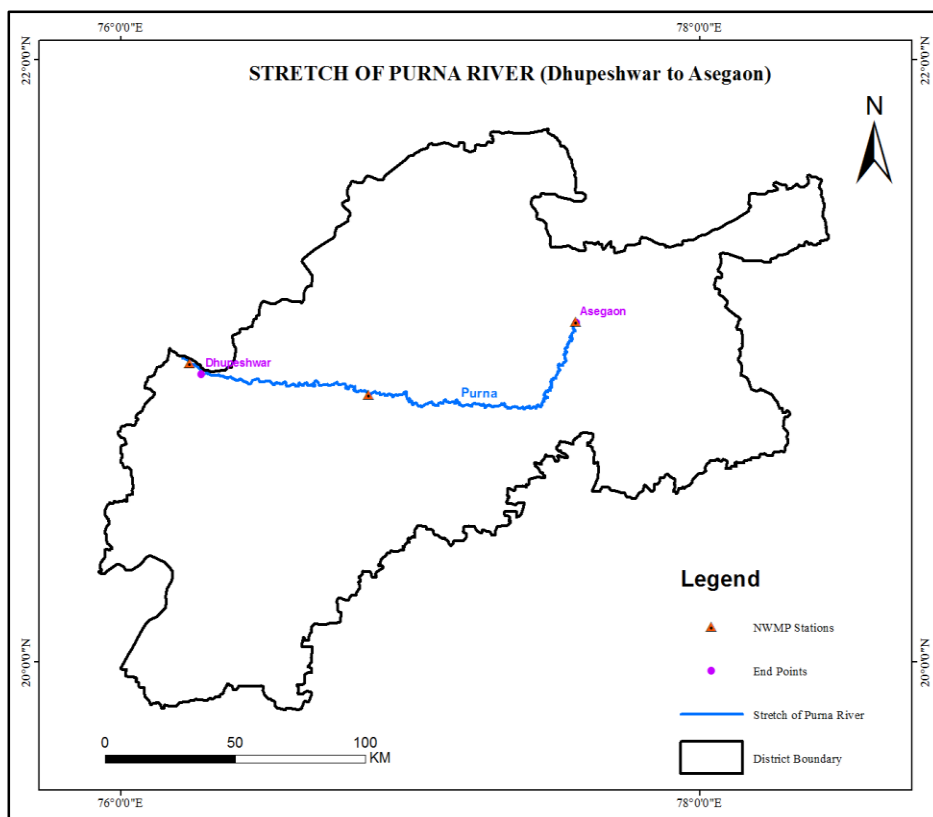 76°0'0"E
78°0'0"E
22°0'0"N
22°0'0"N
STRETCH OF PURNA RIVER (Dhupeshwar to Asegaon)
N
Asegaon
Dhupeshwar
Purna
Legend
NWMP Stations
End Points
Stretch of Purna River
District Boundary
20°0'0"N
20°0'0"N
0
50
100
KM
76°0'0"E
78°0'0"E